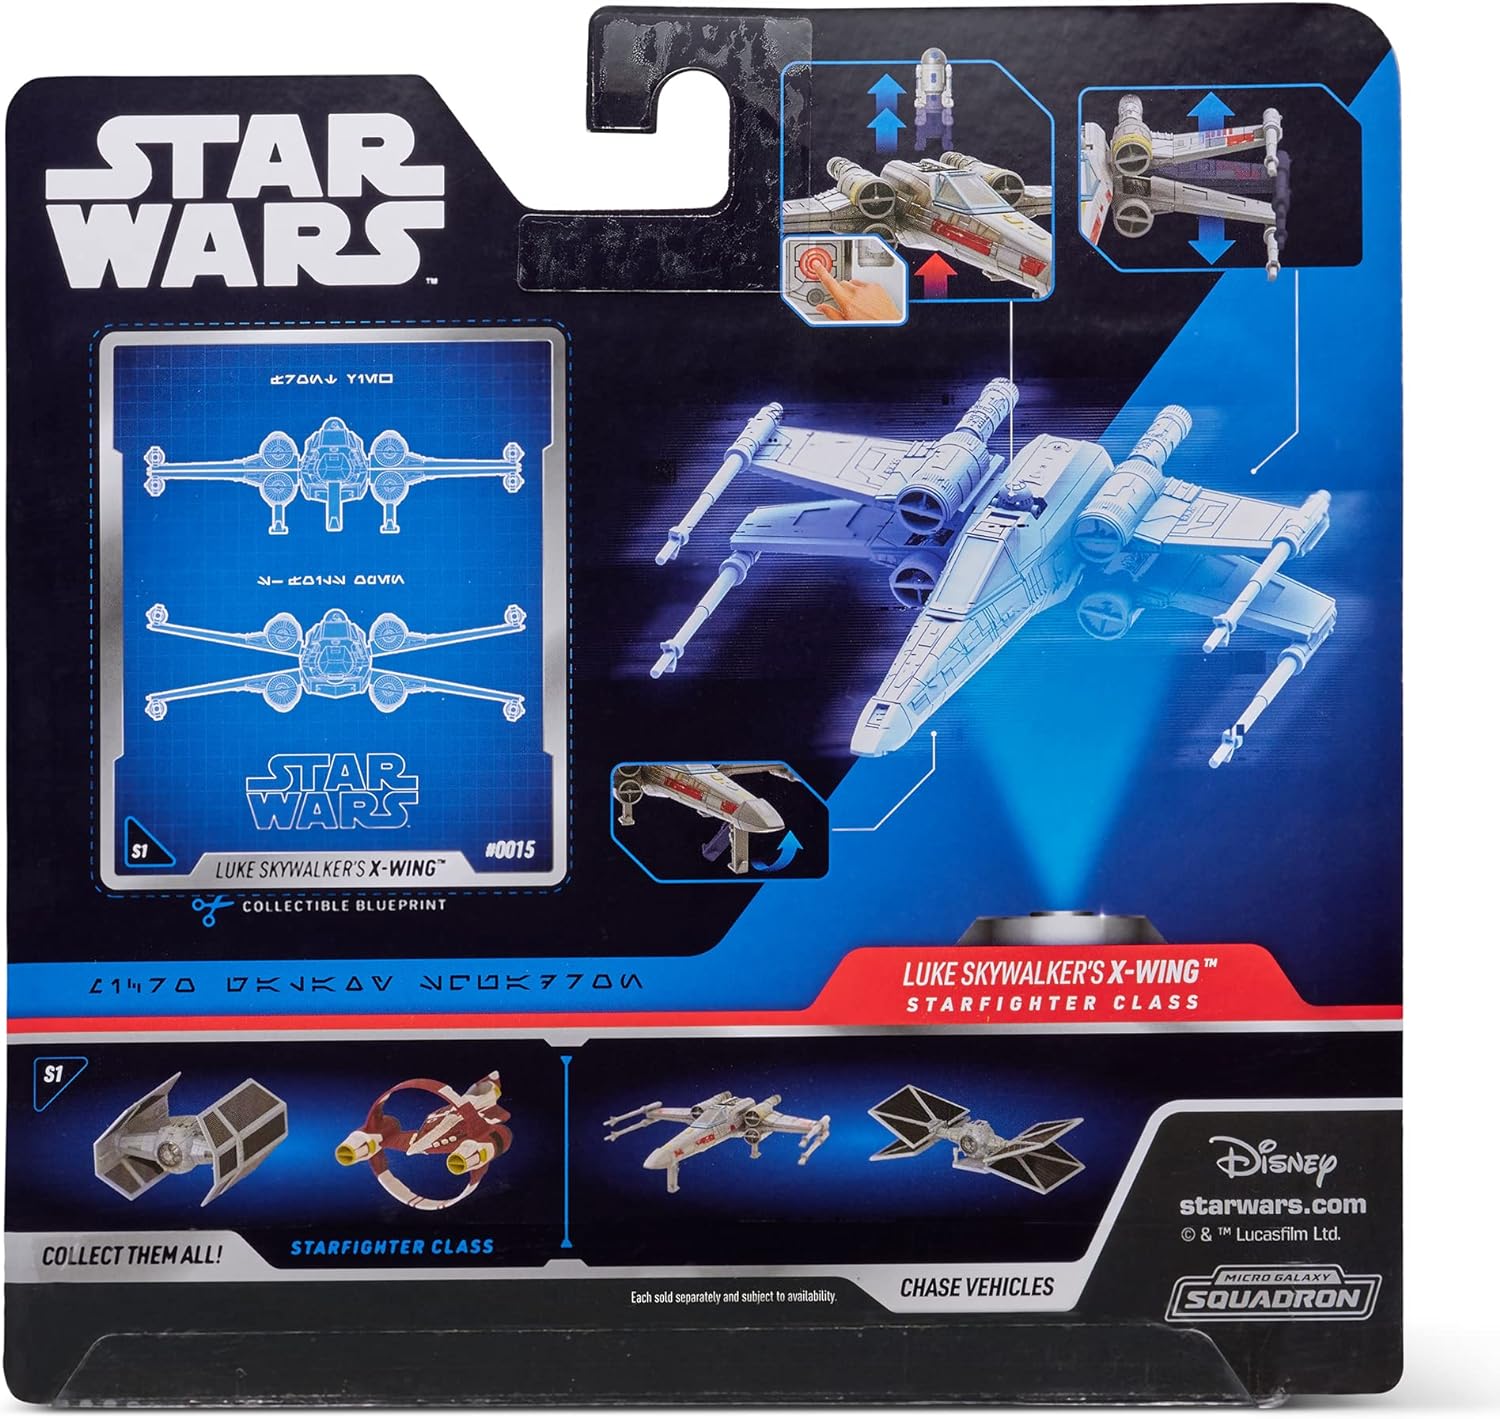 STAR
WARS™
STAR
WARS
S1
#0015
LUKE SKYWALKER'S X-WING™
COLLECTIBLE BLUEPRINT
LUKE SKYWALKER'S X-WING™
STARFIGHTER CLASS
S1
COLLECT THEM ALL!
STARFIGHTER CLASS
Each sold separately and subject to availability.
CHASE VEHICLES
Disney
starwars.com
© & ™ Lucasfilm Ltd.
MICRO GALAXY
SQUADRON